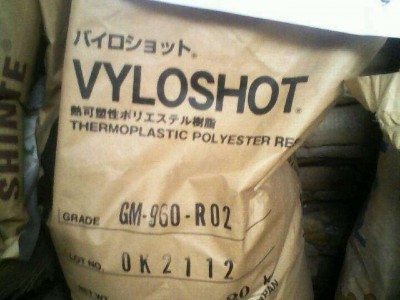 バイロショット®
VYLOSHOT®
熱可塑性ポリエステル樹脂
THERMOPLASTIC POLYESTER RE
GRADE GM-960-R02
LOT NO. 0K2112